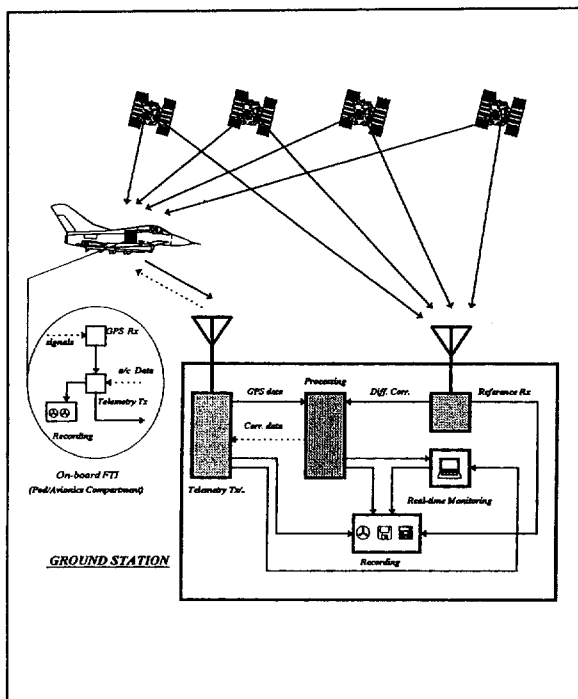 signals
GPS Rx
a/c Data
Telemetry Tx
Recording
On-board FTI
(Pod/Avionics Compartment)
GROUND STATION
Processing
GPS data
Diff. Corr.
Reference Rx
Corr. data
Telemetry Tx/..
Real-time Monitoring
Recording